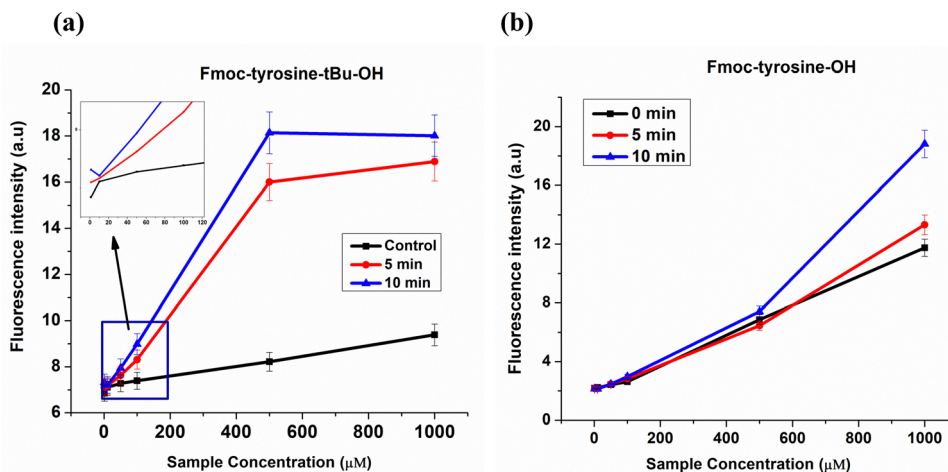 (a)
Fmoc-tyrosine-tBu-OH
Fluorescence intensity (a.u)
20
18
16
14
12
10
8
6
0 20 40 60 80 100 120
Control
5 min
10 min
0 200 400 600 800 1000
Sample Concentration (μM)
(b)
Fmoc-tyrosine-OH
Fluorescence intensity (a.u)
20
16
12
8
4
0
0 min
5 min
10 min
0 200 400 600 800 1000
Sample Concentration (μM)